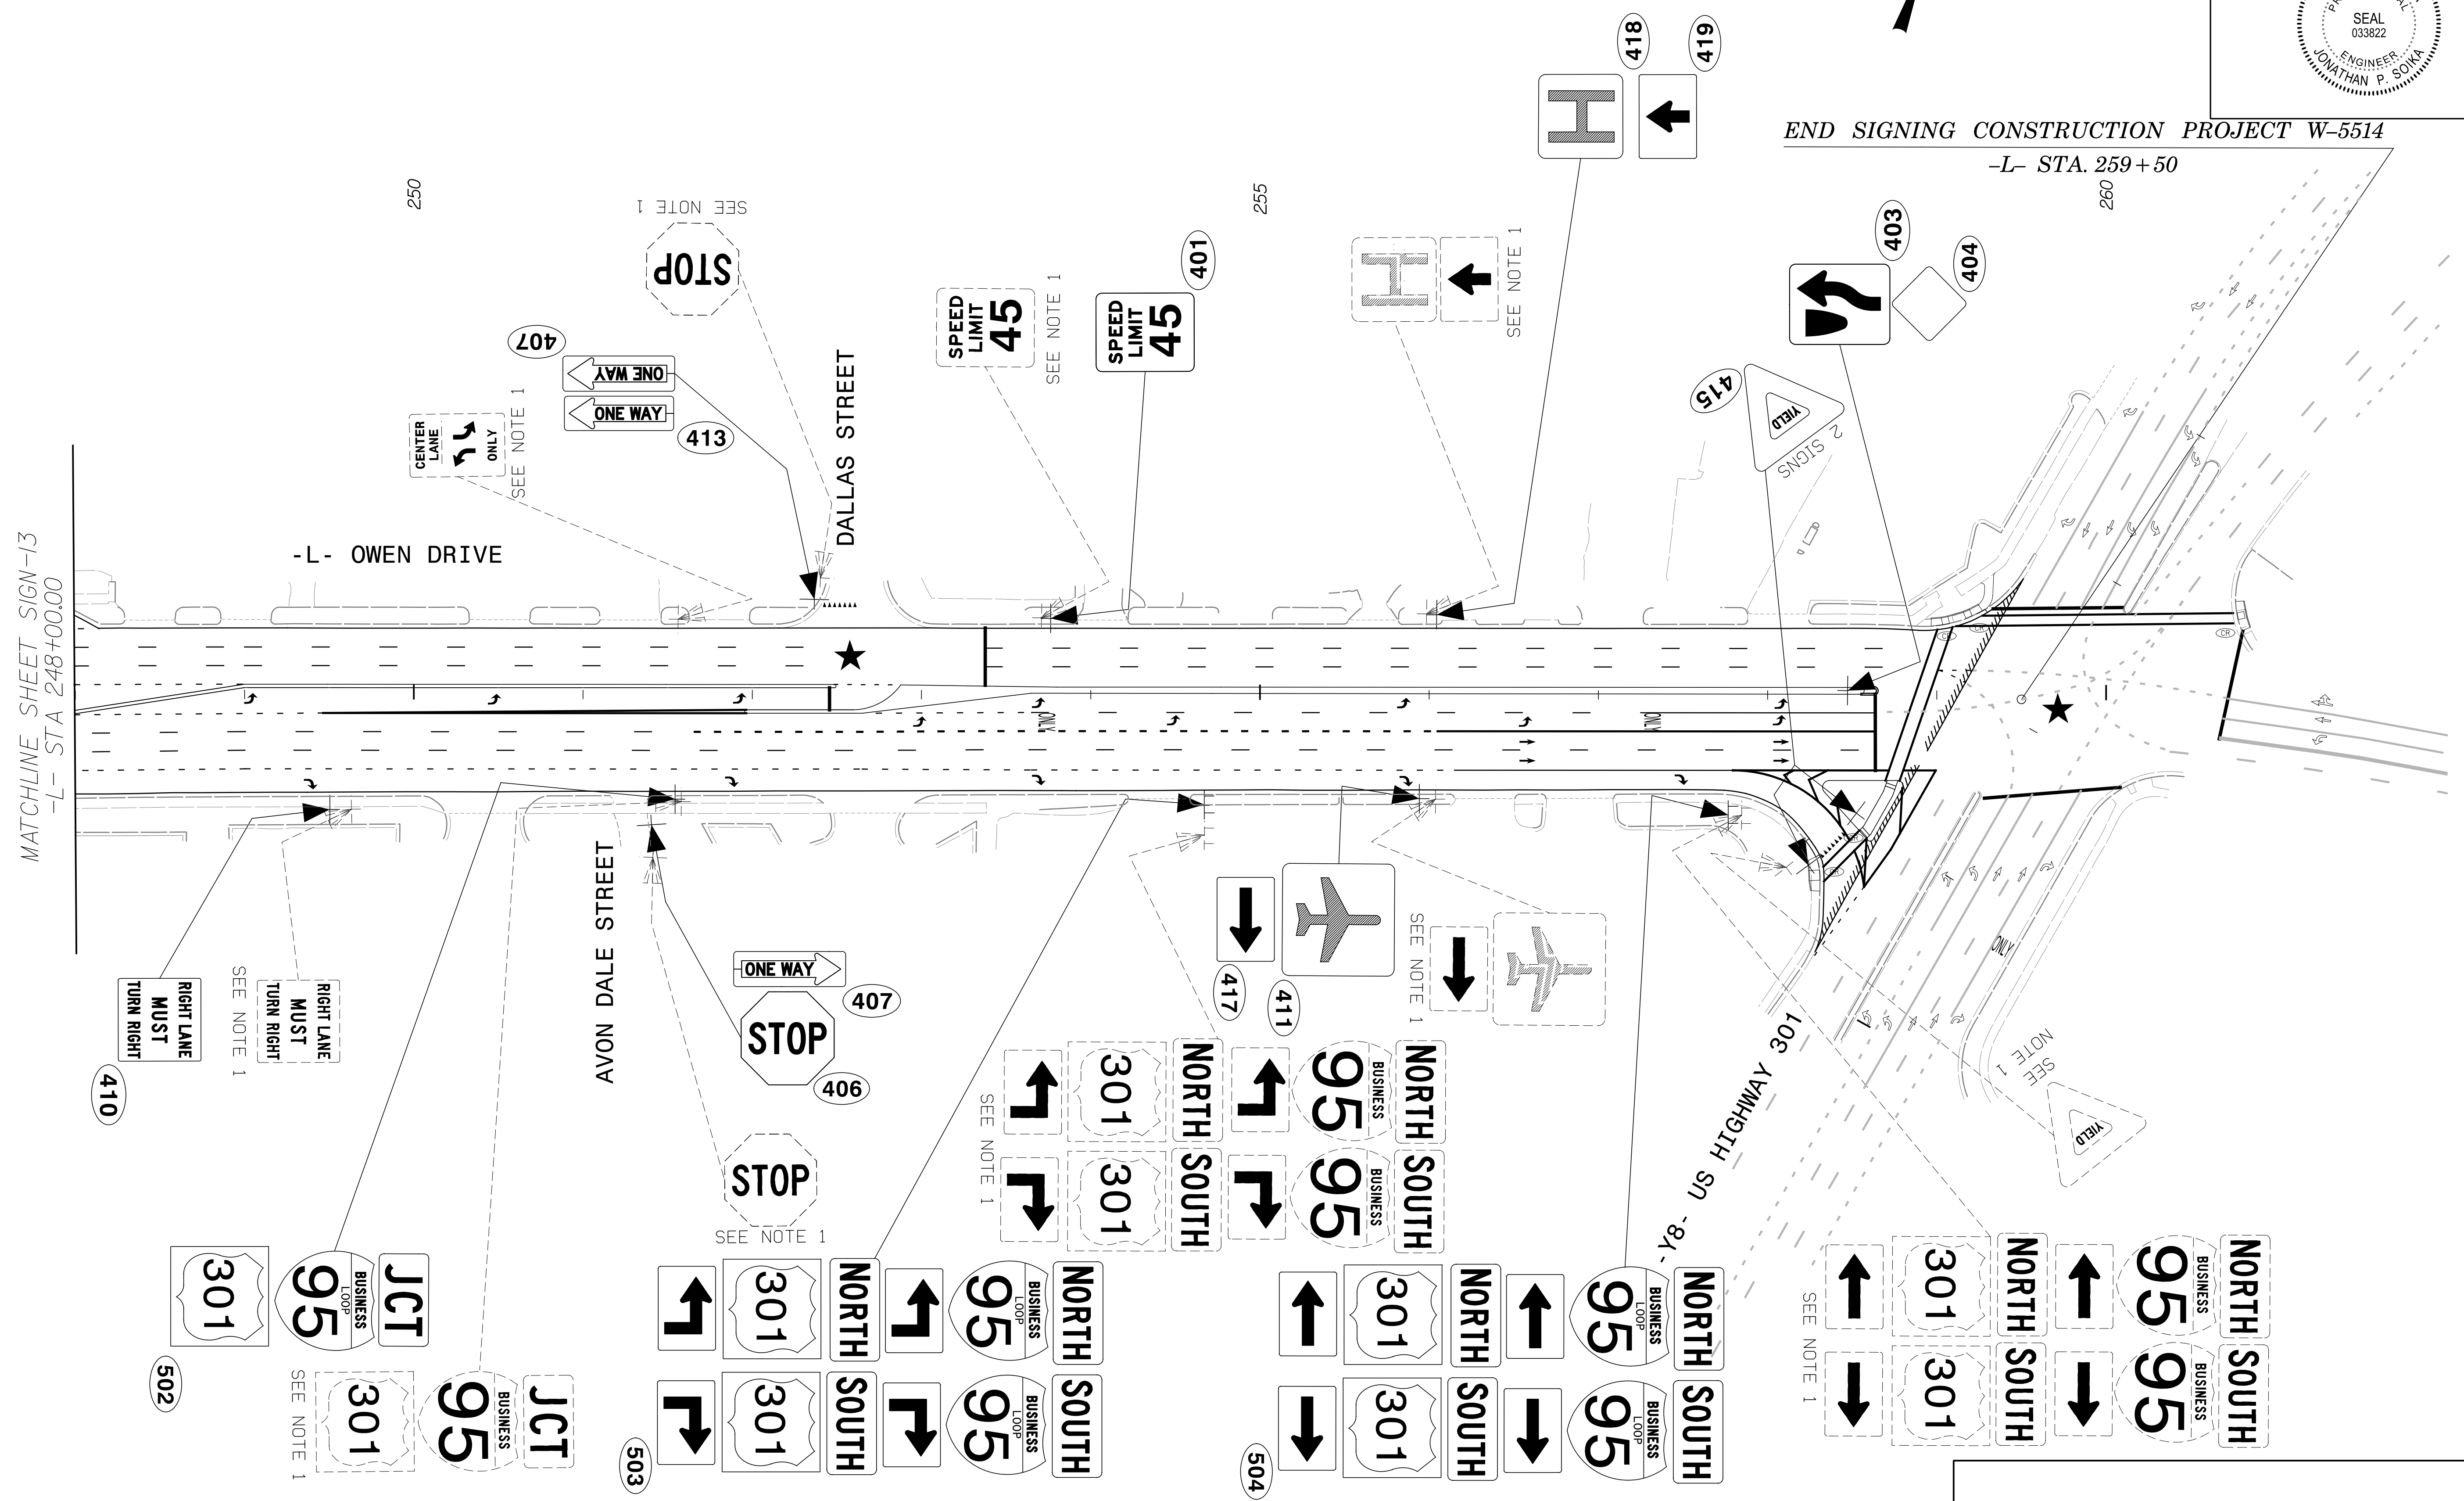 SEAL
033822
ENGINEER
JONATHAN P. SOIKA
END SIGNING CONSTRUCTION PROJECT W-5514
-L- STA. 259+50
418
419
H
250
255
260
SEE NOTE 1
STOP
401
403
404
407
ONE WAY
ONE WAY
413
SPEED
LIMIT
45
SEE NOTE 1
SPEED
LIMIT
45
H
SEE NOTE 1
415
YIELD
2 SIGNS
CENTER
LANE
ONLY
SEE NOTE 1
DALLAS STREET
-L- OWEN DRIVE
MATCHLINE SHEET SIGN-13
-L- STA 248+00.00
ONLY
ONLY
CR
CR
CR
CR
ONLY
AVON DALE STREET
RIGHT LANE
MUST
TURN RIGHT
410
SEE NOTE 1
RIGHT LANE
MUST
TURN RIGHT
ONE WAY
407
STOP
406
STOP
SEE NOTE 1
417
411
SEE NOTE 1
SEE NOTE 1
301
NORTH
95
BUSINESS
NORTH
301
SOUTH
95
BUSINESS
SOUTH
-Y8- US HIGHWAY 301
SEE
NOTE 1
YIELD
301
95
BUSINESS
LOOP
JCT
502
SEE NOTE 1
301
95
BUSINESS
JCT
301
NORTH
95
BUSINESS
LOOP
NORTH
301
SOUTH
95
BUSINESS
LOOP
SOUTH
503
301
NORTH
95
BUSINESS
LOOP
NORTH
301
SOUTH
95
BUSINESS
LOOP
SOUTH
504
SEE NOTE 1
301
NORTH
95
BUSINESS
NORTH
301
SOUTH
95
BUSINESS
SOUTH